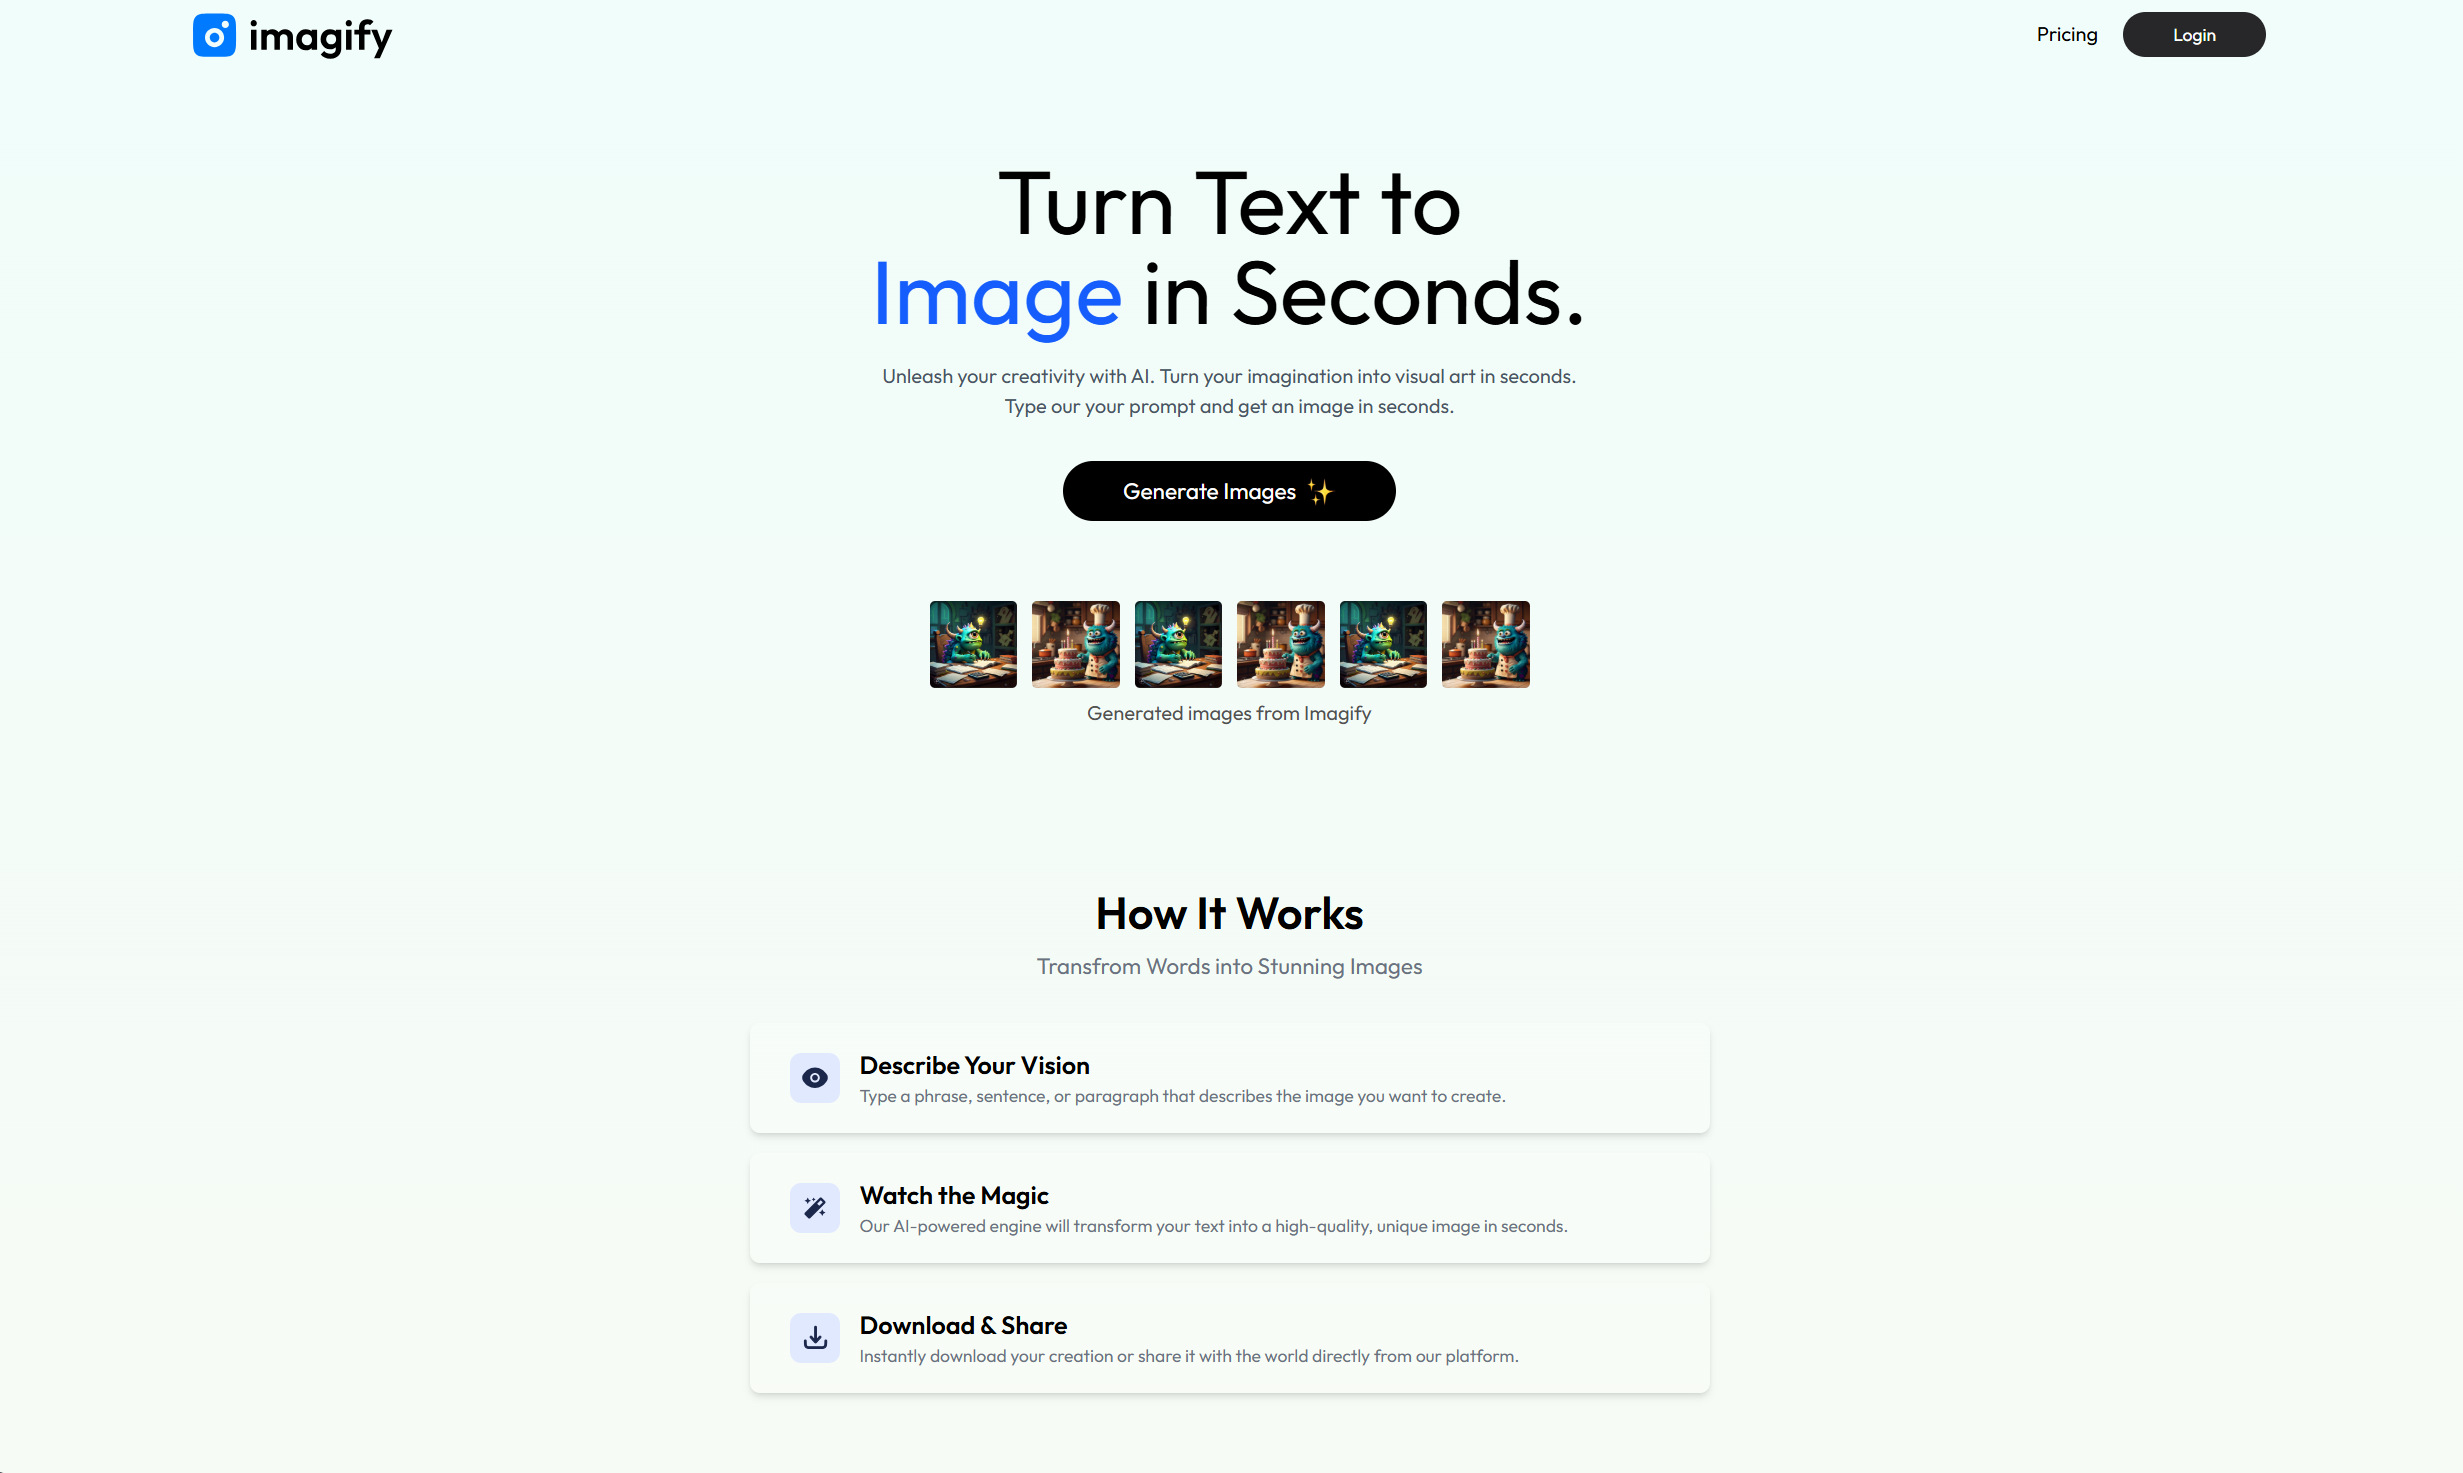 imagify
Pricing
Login
Turn Text to
Image in Seconds.
Unleash your creativity with AI. Turn your imagination into visual art in seconds.
Type our your prompt and get an image in seconds.
Generate Images ✨
Generated images from Imagify
How It Works
Transfrom Words into Stunning Images
Describe Your Vision
Type a phrase, sentence, or paragraph that describes the image you want to create.
Watch the Magic
Our AI-powered engine will transform your text into a high-quality, unique image in seconds.
Download & Share
Instantly download your creation or share it with the world directly from our platform.